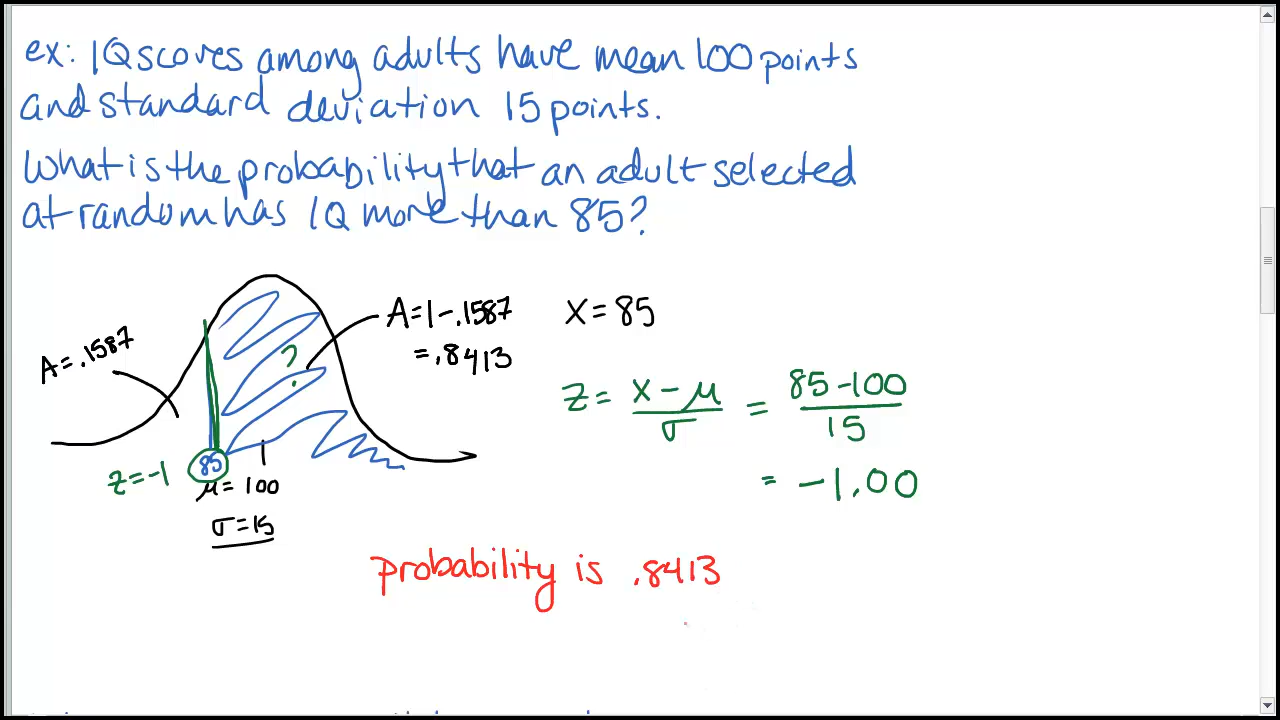 ex: IQ scores among adults have mean 100 points
and standard deviation 15 points.
What is the probability that an adult selected
at random has IQ more than 85?
A=.1587
A=1-.1587
=.8413
?
z=-1
85
μ=100
σ=15
x=85
z= x-μ / σ = 85-100 / 15
= -1.00
probability is .8413